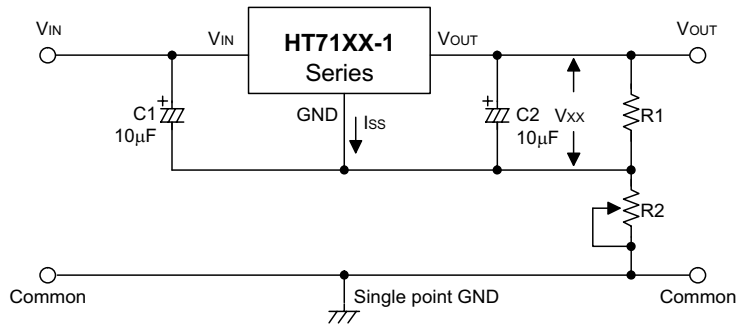 VIN
VIN
HT71XX-1
Series
VOUT
VOUT
C1
10μF
GND
ISS
C2
10μF
VXX
R1
R2
Common
Single point GND
Common